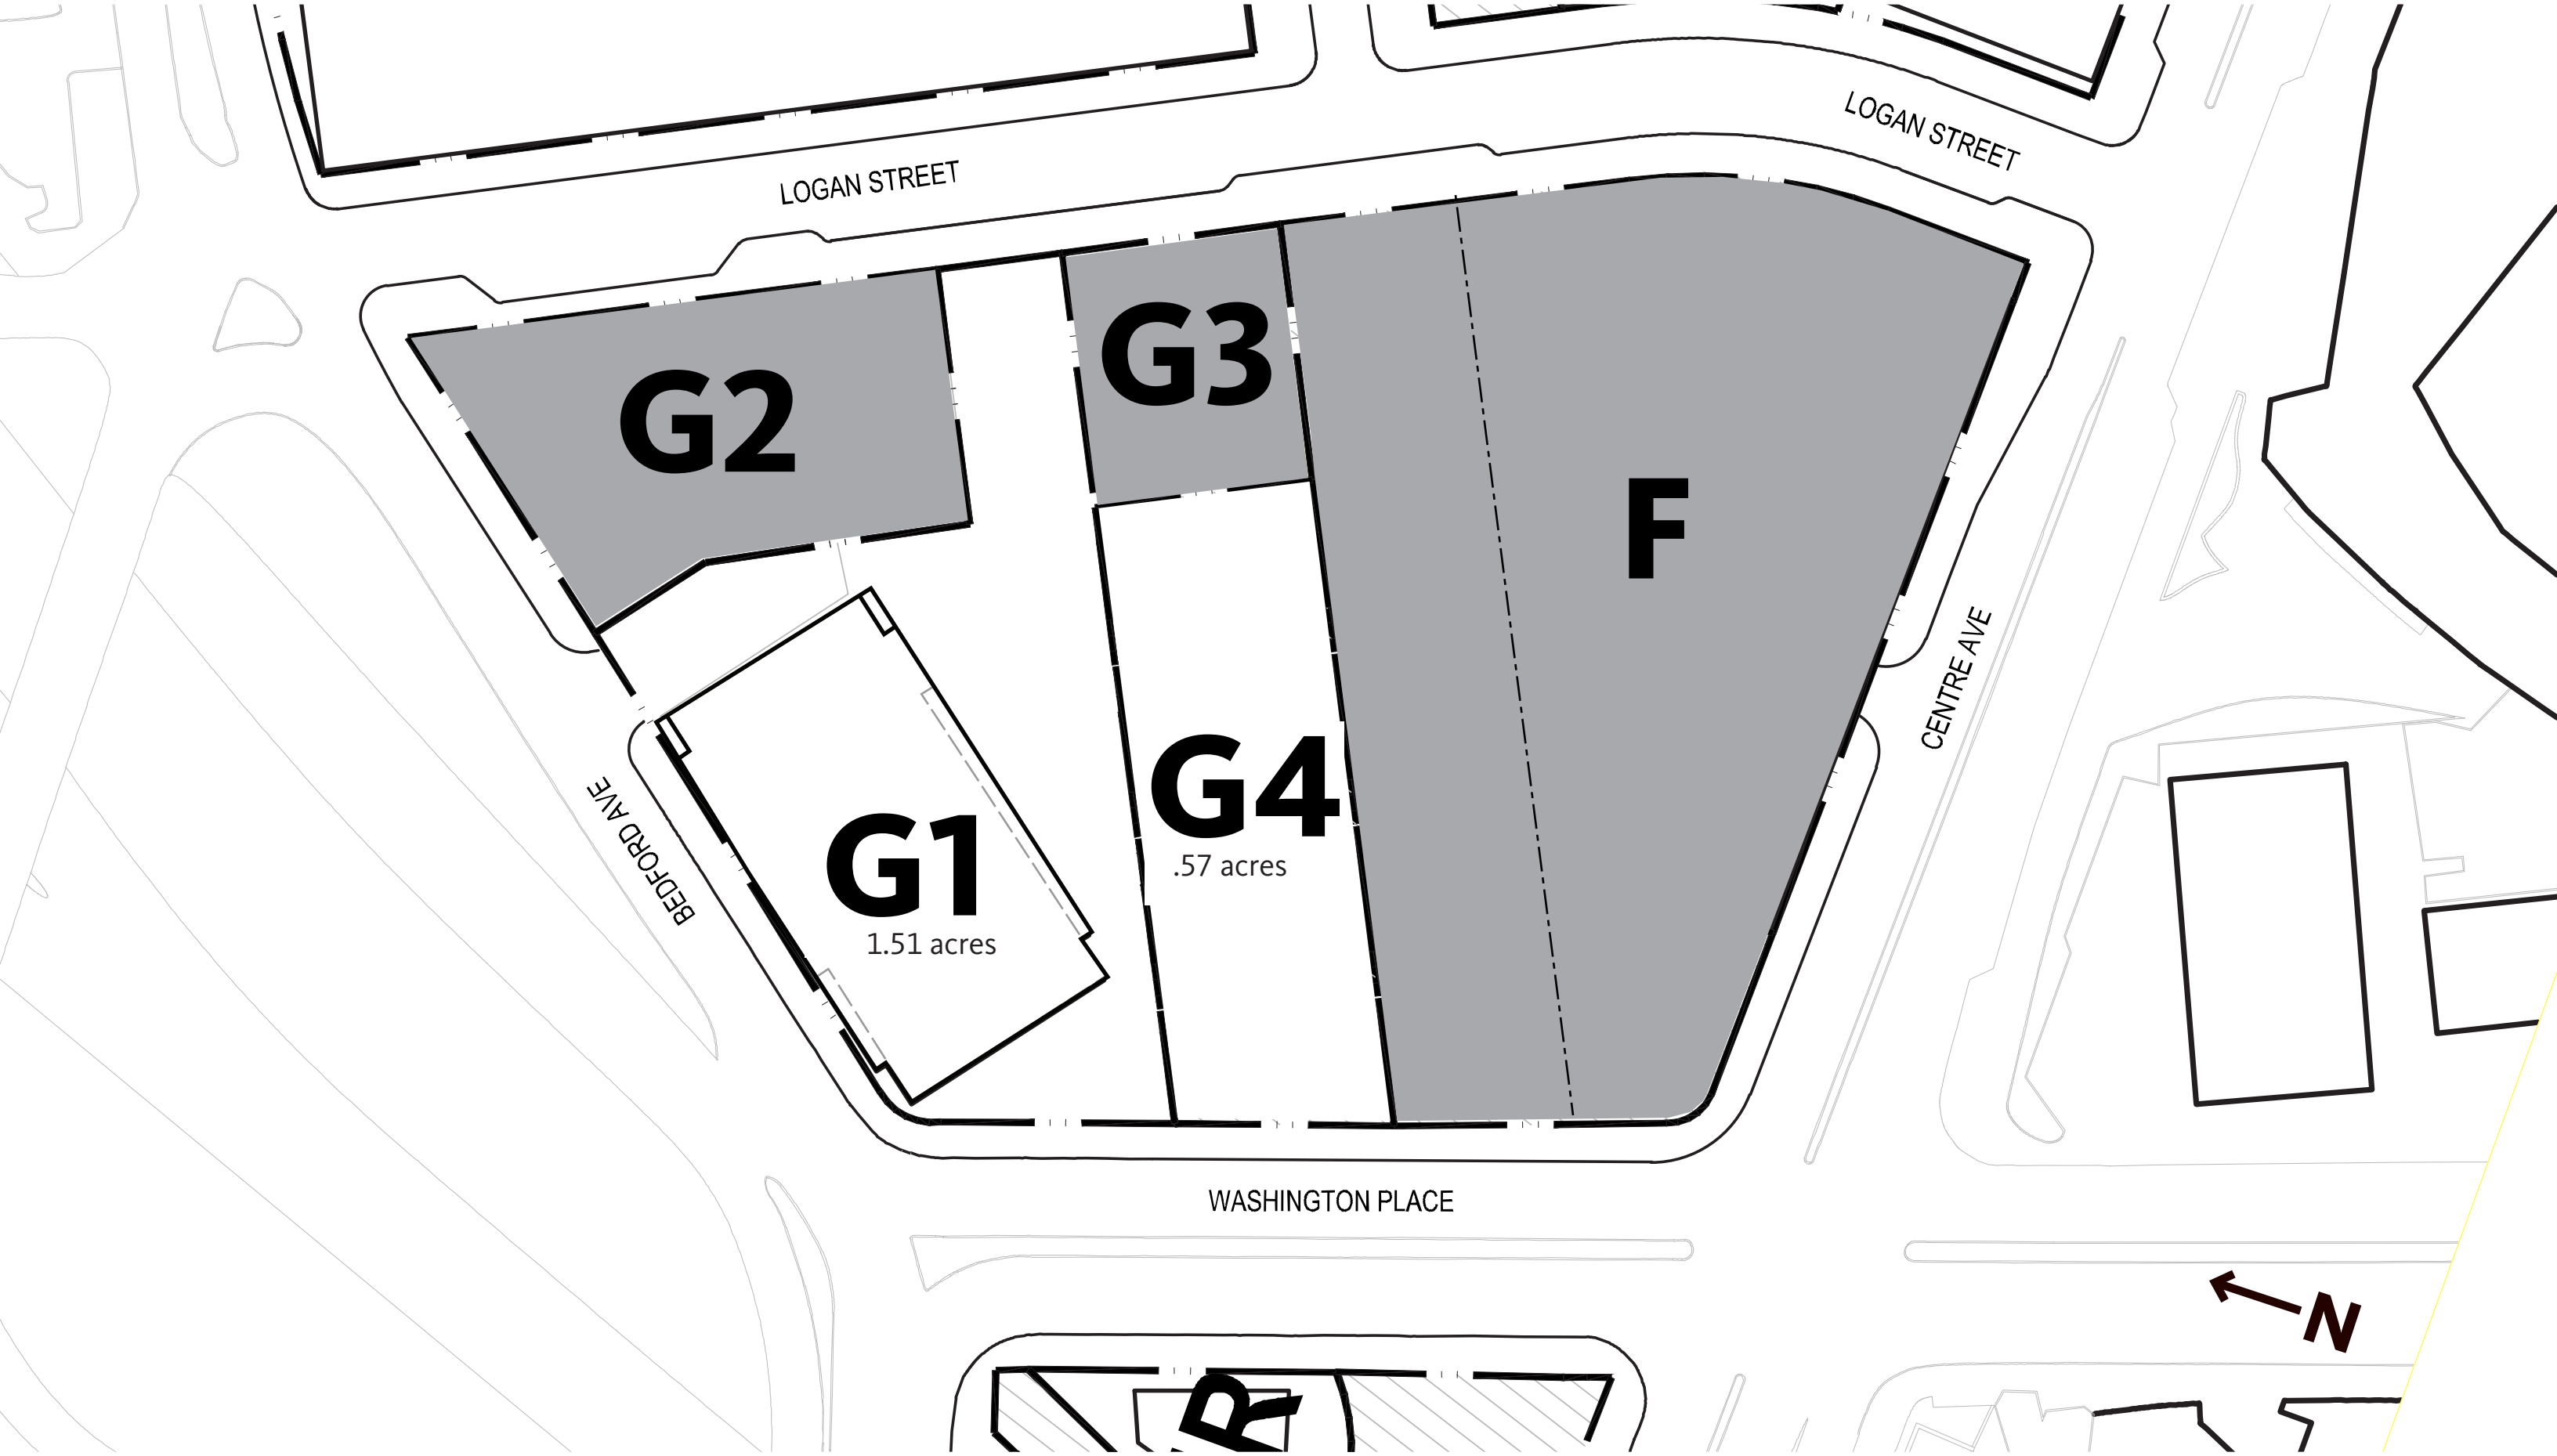 LOGAN STREET
LOGAN STREET
G2
G3
F
G4
.57 acres
G1
1.51 acres
BEDFORD AVE
CENTRE AVE
WASHINGTON PLACE
N
R